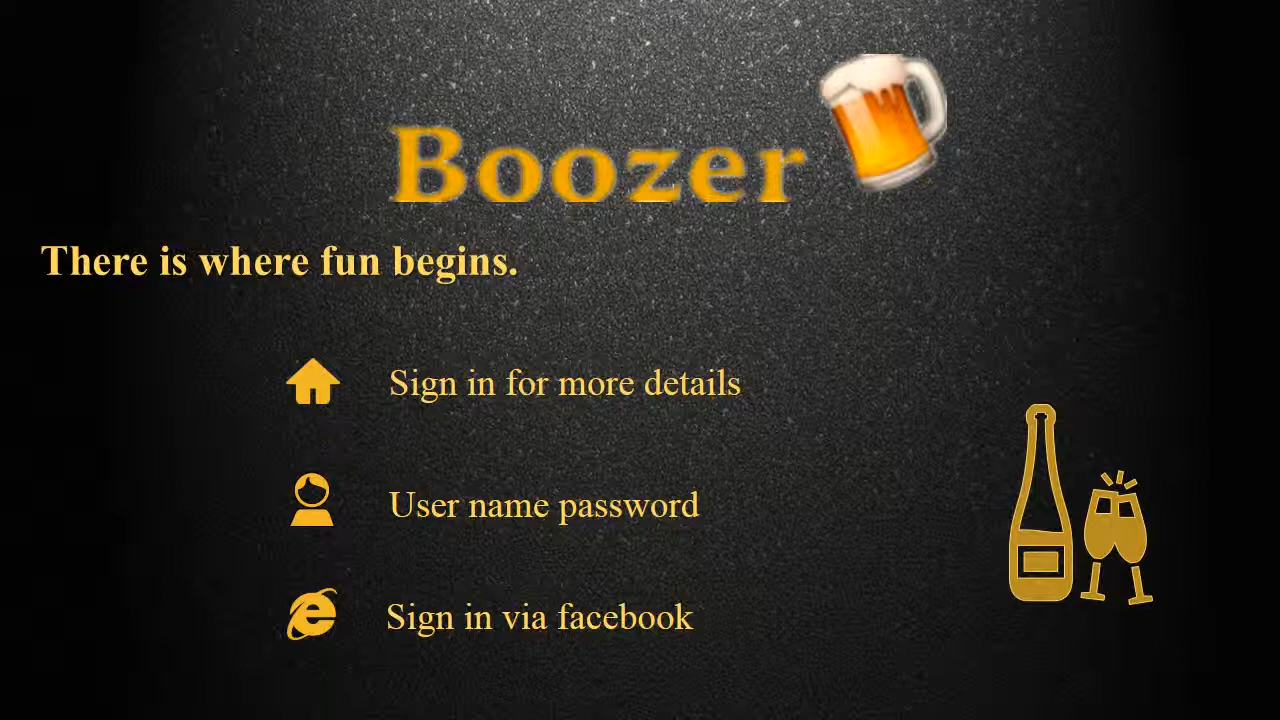 Boozer
There is where fun begins.
Sign in for more details
User name password
Sign in via facebook